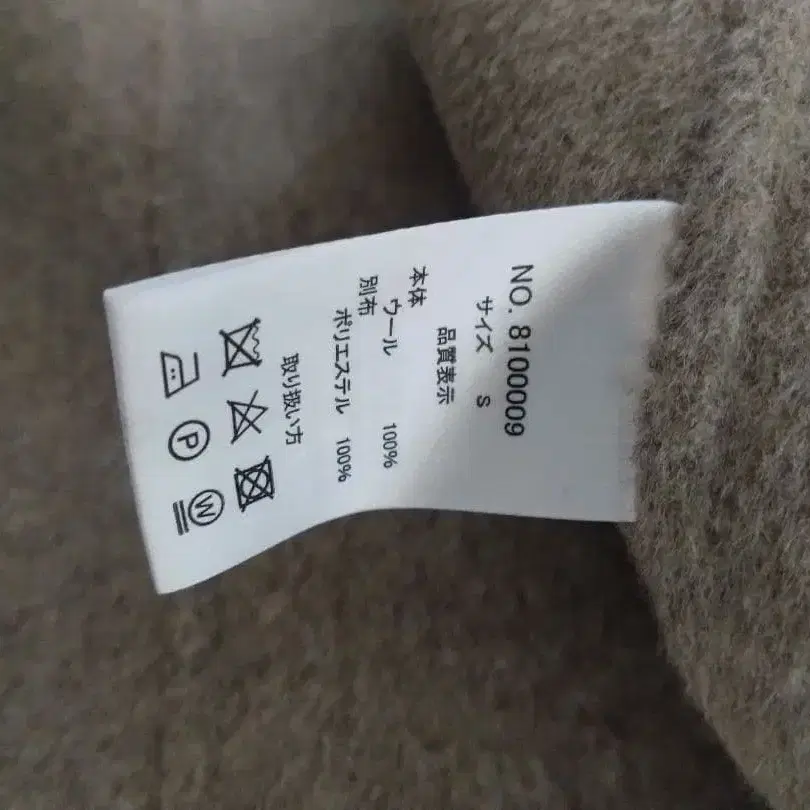 NO. 8100009
サイズ S
品質表示
本体
ウール 100%
別布
ポリエステル 100%
取り扱い方
P W